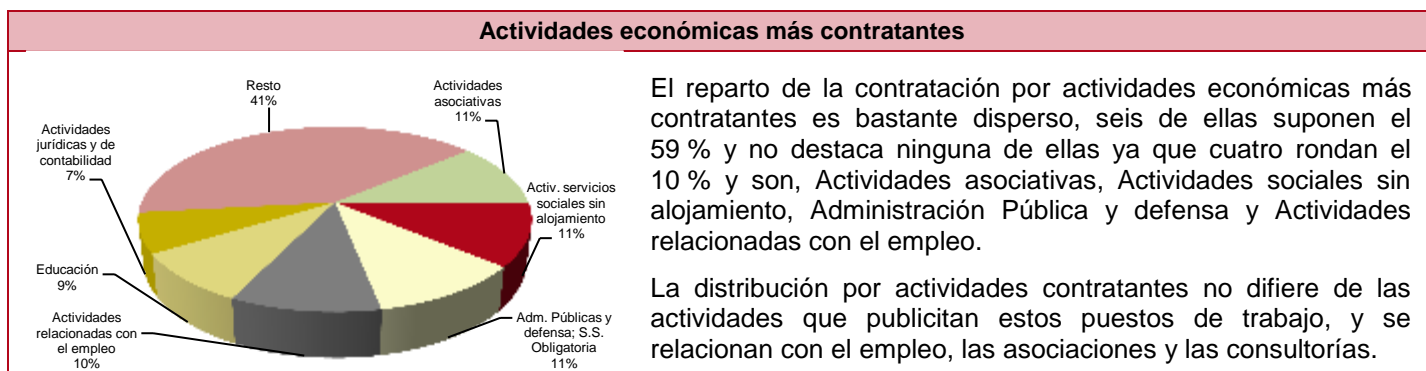 Actividades económicas más contratantes
Resto
41%
Actividades
asociativas
11%
Actividades
jurídicas y de
contabilidad
7%
Activ. servicios
sociales sin
alojamiento
11%
Educación
9%
Actividades
relacionadas con
el empleo
10%
Adm. Públicas y
defensa; S.S.
Obligatoria
11%
El reparto de la contratación por actividades económicas más
contratantes es bastante disperso, seis de ellas suponen el
59 % y no destaca ninguna de ellas ya que cuatro rondan el
10 % y son, Actividades asociativas, Actividades sociales sin
alojamiento, Administración Pública y defensa y Actividades
relacionadas con el empleo.
La distribución por actividades contratantes no difiere de las
actividades que publicitan estos puestos de trabajo, y se
relacionan con el empleo, las asociaciones y las consultorías.